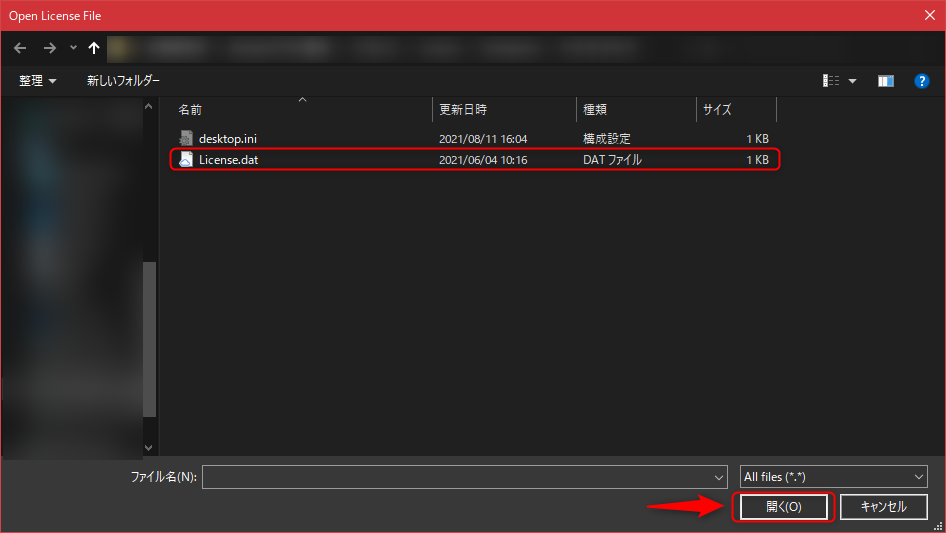 Open License File
整理 新しいフォルダー
名前 更新日時 種類 サイズ
desktop.ini 2021/08/11 16:04 構成設定 1 KB
License.dat 2021/06/04 10:16 DAT ファイル 1 KB
ファイル名(N): All files (*.*)
開く(O) キャンセル